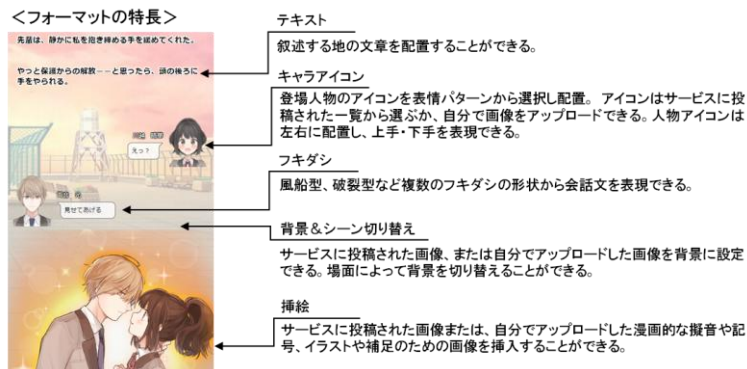 ＜フォーマットの特長＞
先輩は、静かに私を抱き締める手を緩めてくれた。
やっと保護からの解放――と思ったら、頭の後ろに
手をやられる。
えっ？
見せてあげる
テキスト
叙述する地の文章を配置することができる。
キャラアイコン
登場人物のアイコンを表情パターンから選択し配置。 アイコンはサービスに投
稿された一覧から選ぶか、自分で画像をアップロードできる。人物アイコンは
左右に配置し、上手・下手を表現できる。
フキダシ
風船型、破裂型など複数のフキダシの形状から会話文を表現できる。
背景＆シーン切り替え
サービスに投稿された画像、または自分でアップロードした画像を背景に設定
できる。場面によって背景を切り替えることができる。
挿絵
サービスに投稿された画像または、自分でアップロードした漫画的な擬音や記
号、イラストや補足のための画像を挿入することができる。